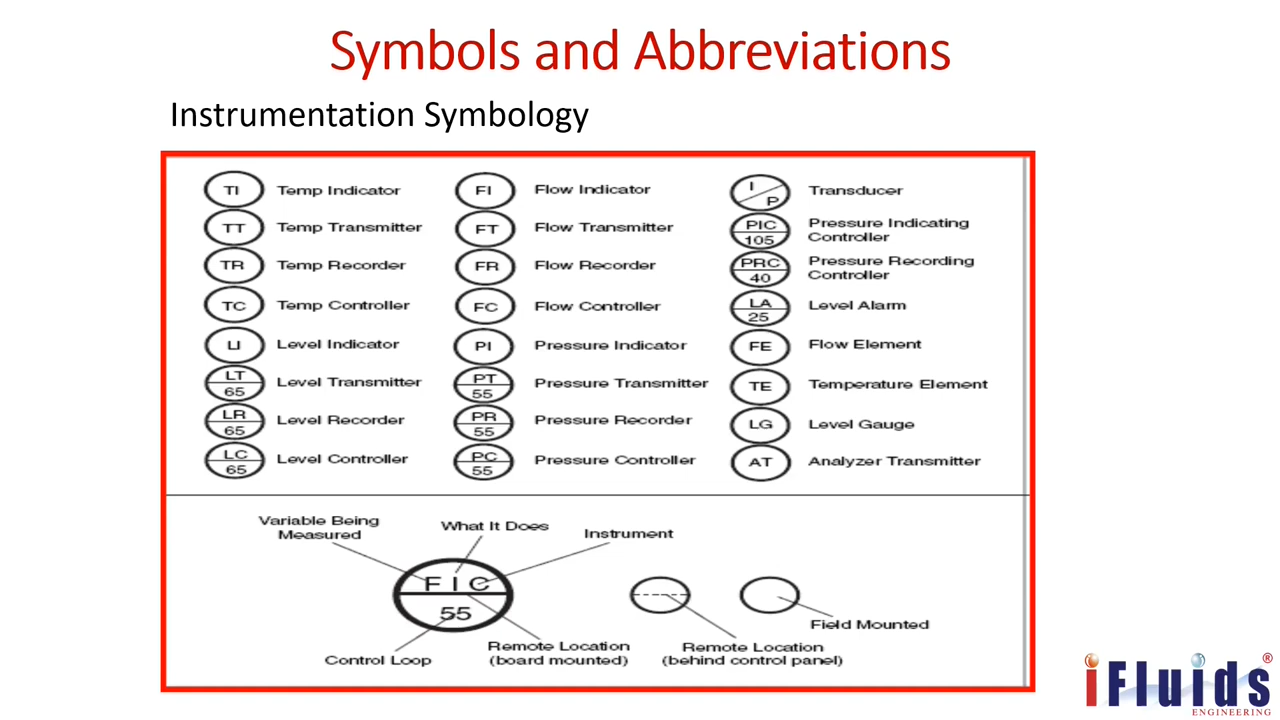 Symbols and Abbreviations
Instrumentation Symbology
TI Temp Indicator
TT Temp Transmitter
TR Temp Recorder
TC Temp Controller
LI Level Indicator
LT
65 Level Transmitter
LR
65 Level Recorder
LC
65 Level Controller
FI Flow Indicator
FT Flow Transmitter
FR Flow Recorder
FC Flow Controller
PI Pressure Indicator
PT
55 Pressure Transmitter
PR
55 Pressure Recorder
PC
55 Pressure Controller
I
P Transducer
PIC
105 Pressure Indicating
Controller
PRC
40 Pressure Recording
Controller
LA
25 Level Alarm
FE Flow Element
TE Temperature Element
LG Level Gauge
AT Analyzer Transmitter
Variable Being
Measured
What It Does
Instrument
F I C
55
Control Loop
Remote Location
(board mounted)
Remote Location
(behind control panel)
Field Mounted
iFluids®
ENGINEERING